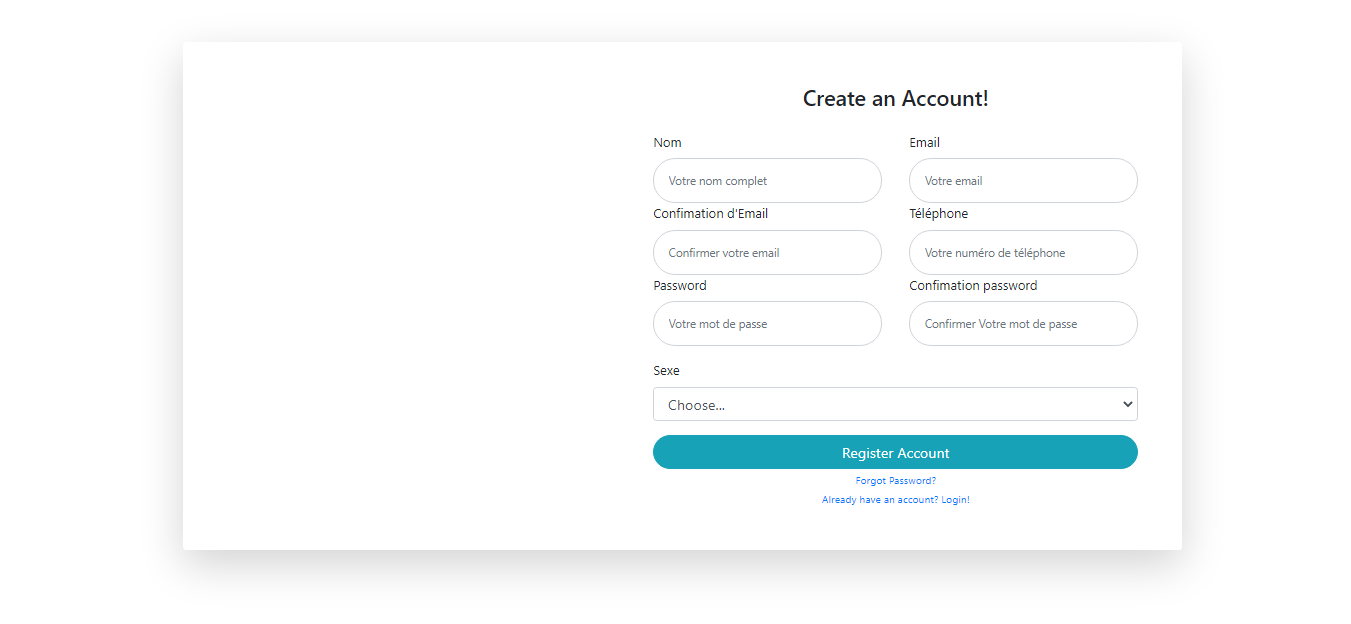 Create an Account!
Nom Email
Votre nom complet Votre email
Confimation d'Email Téléphone
Confirmer votre email Votre numéro de téléphone
Password Confimation password
Votre mot de passe Confirmer Votre mot de passe
Sexe
Choose...
Register Account
Forgot Password?
Already have an account? Login!